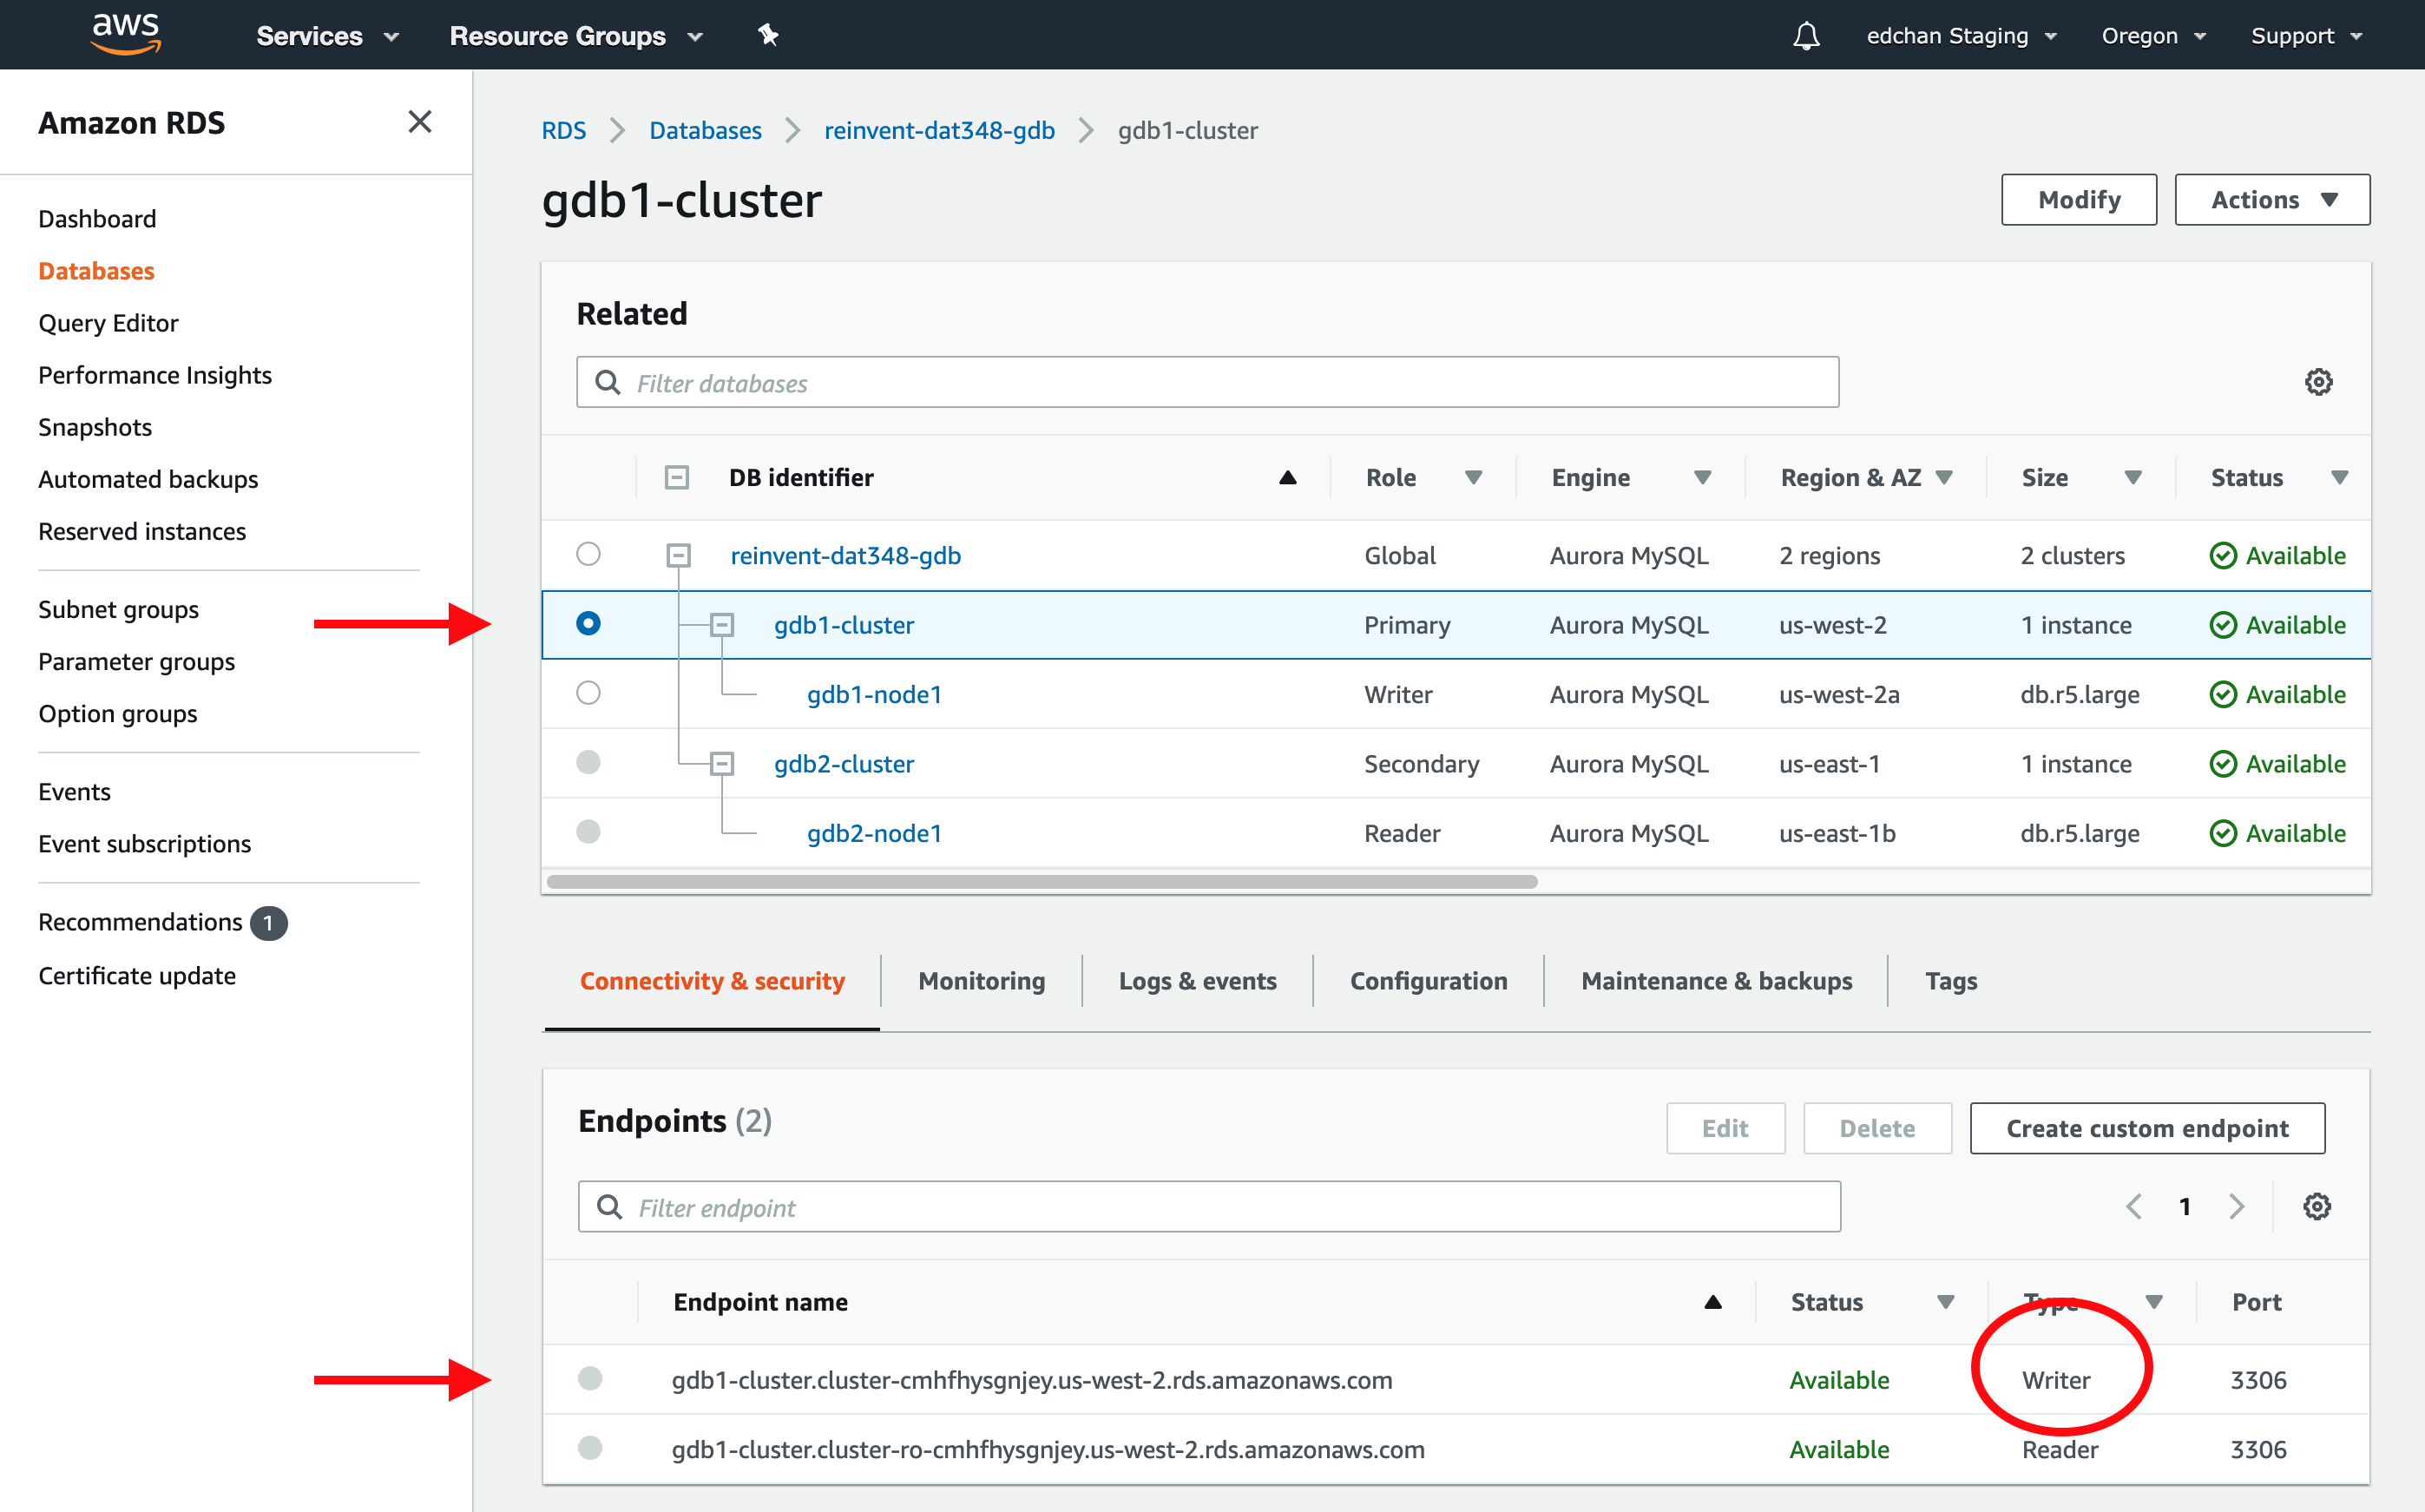 aws Services Resource Groups edchan Staging Oregon Support
Amazon RDS
Dashboard
Databases
Query Editor
Performance Insights
Snapshots
Automated backups
Reserved instances
Subnet groups
Parameter groups
Option groups
Events
Event subscriptions
Recommendations 1
Certificate update
RDS Databases reinvent-dat348-gdb gdb1-cluster
gdb1-cluster
Modify Actions
Related
Filter databases
DB identifier Role Engine Region & AZ Size Status
reinvent-dat348-gdb Global Aurora MySQL 2 regions 2 clusters Available
gdb1-cluster Primary Aurora MySQL us-west-2 1 instance Available
gdb1-node1 Writer Aurora MySQL us-west-2a db.r5.large Available
gdb2-cluster Secondary Aurora MySQL us-east-1 1 instance Available
gdb2-node1 Reader Aurora MySQL us-east-1b db.r5.large Available
Connectivity & security Monitoring Logs & events Configuration Maintenance & backups Tags
Endpoints (2)
Edit Delete Create custom endpoint
Filter endpoint 1
Endpoint name Status Type Port
gdb1-cluster.cluster-cmhfhysgnjey.us-west-2.rds.amazonaws.com Available Writer 3306
gdb1-cluster.cluster-ro-cmhfhysgnjey.us-west-2.rds.amazonaws.com Available Reader 3306